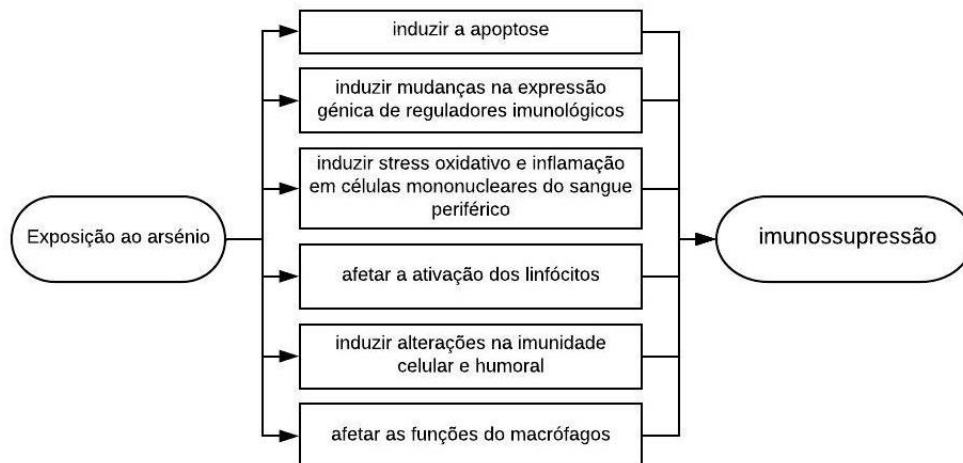 induzir a apoptose
induzir mudanças na expressão
génica de reguladores imunológicos
induzir stress oxidativo e inflamação
em células mononucleares do sangue
periférico
Exposição ao arsénio
imunossupressão
afetar a ativação dos linfócitos
induzir alterações na imunidade
celular e humoral
afetar as funções do macrófagos